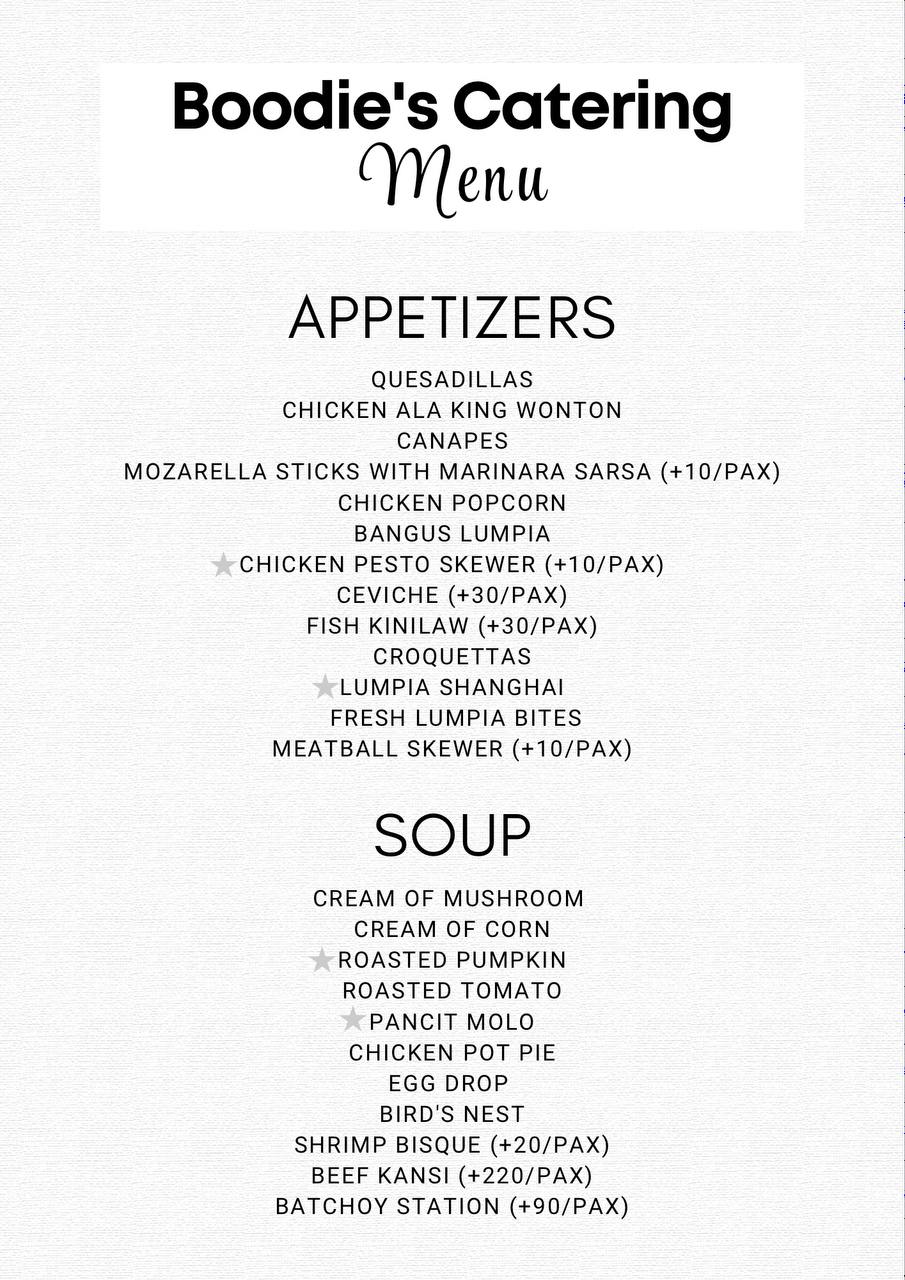 Boodie's Catering
Menu
APPETIZERS
QUESADILLAS
CHICKEN ALA KING WONTON
CANAPES
MOZARELLA STICKS WITH MARINARA SARSA (+10/PAX)
CHICKEN POPCORN
BANGUS LUMPIA
CHICKEN PESTO SKEWER (+10/PAX)
CEVICHE (+30/PAX)
FISH KINILAW (+30/PAX)
CROQUETTAS
LUMPIA SHANGHAI
FRESH LUMPIA BITES
MEATBALL SKEWER (+10/PAX)
SOUP
CREAM OF MUSHROOM
CREAM OF CORN
ROASTED PUMPKIN
ROASTED TOMATO
PANCIT MOLO
CHICKEN POT PIE
EGG DROP
BIRD'S NEST
SHRIMP BISQUE (+20/PAX)
BEEF KANSI (+220/PAX)
BATCHOY STATION (+90/PAX)